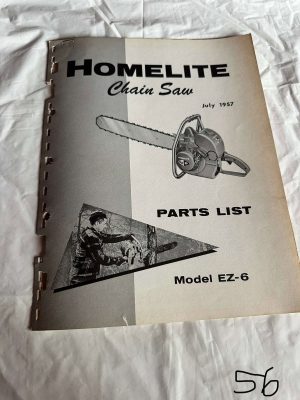 HOMELITE
Chain Saw
July 1957
PARTS LIST
Model EZ-6
56